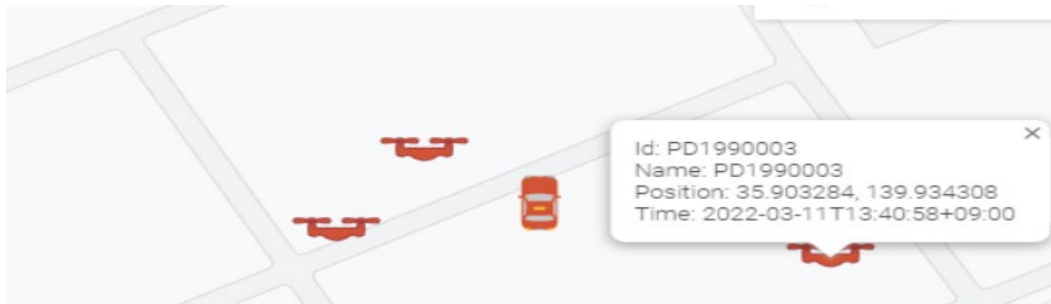 Id: PD1990003
Name: PD1990003
Position: 35.903284, 139.934308
Time: 2022-03-11T13:40:58+09:00